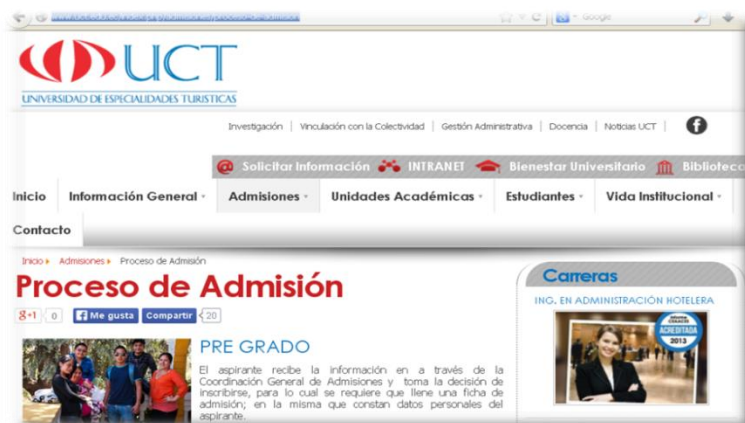 Google
UCT
UNIVERSIDAD DE ESPECIALIDADES TURISTICAS
Investigación | Vinculación con la Colectividad | Gestión Administrativa | Docencia | Noticias UCT |
Solicitar Información INTRANET Bienestar Universitario Biblioteca
Inicio Información General Admisiones Unidades Académicas Estudiantes Vida Institucional
Contacto
Inicio Admisiones Proceso de Admisión
Proceso de Admisión
g+1 0 f Me gusta Compartir 20
PRE GRADO
El aspirante recibe la información en a través de la
Coordinación General de Admisiones y toma la decisión de
inscribirse, para lo cual se requiere que llene una ficha de
admisión; en la misma que constan datos personales del
aspirante.
Carreras
ING. EN ADMINISTRACIÓN HOTELERA
ACREDITADA
2013